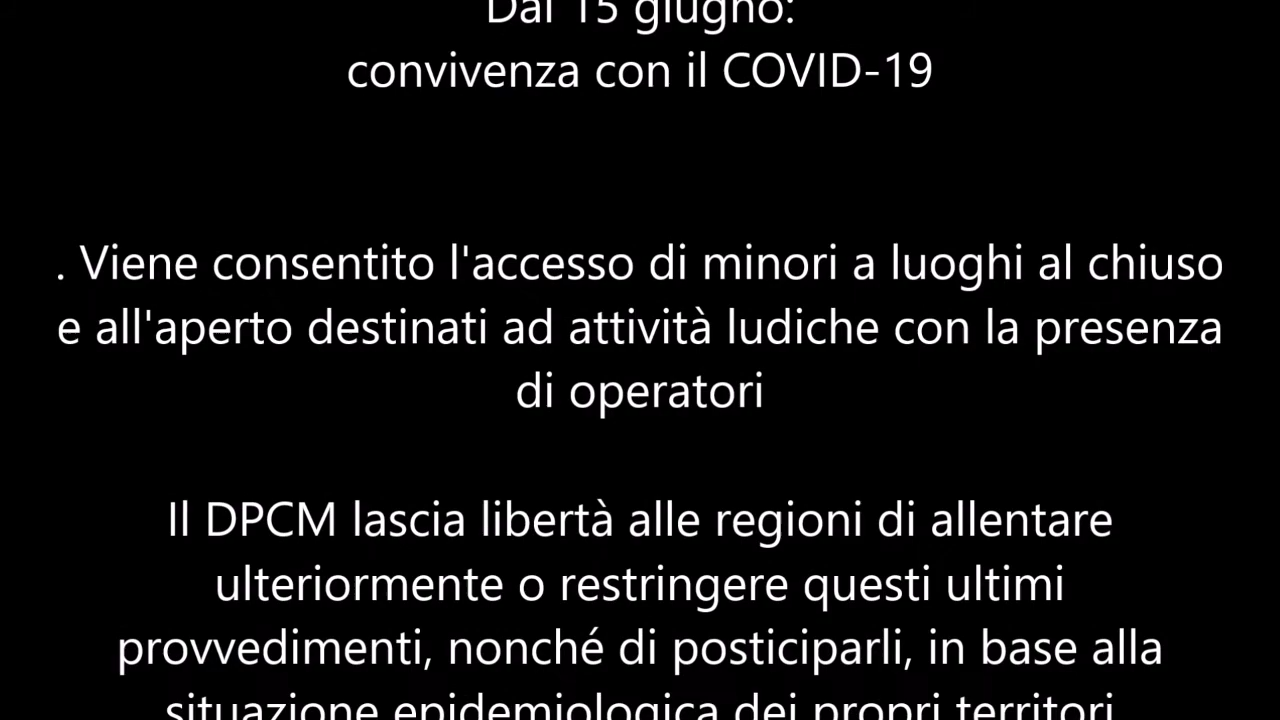 Dal 15 giugno:
convivenza con il COVID-19
. Viene consentito l'accesso di minori a luoghi al chiuso
e all'aperto destinati ad attività ludiche con la presenza
di operatori
Il DPCM lascia libertà alle regioni di allentare
ulteriormente o restringere questi ultimi
provvedimenti, nonché di posticiparli, in base alla
situazione epidemiologica dei propri territori